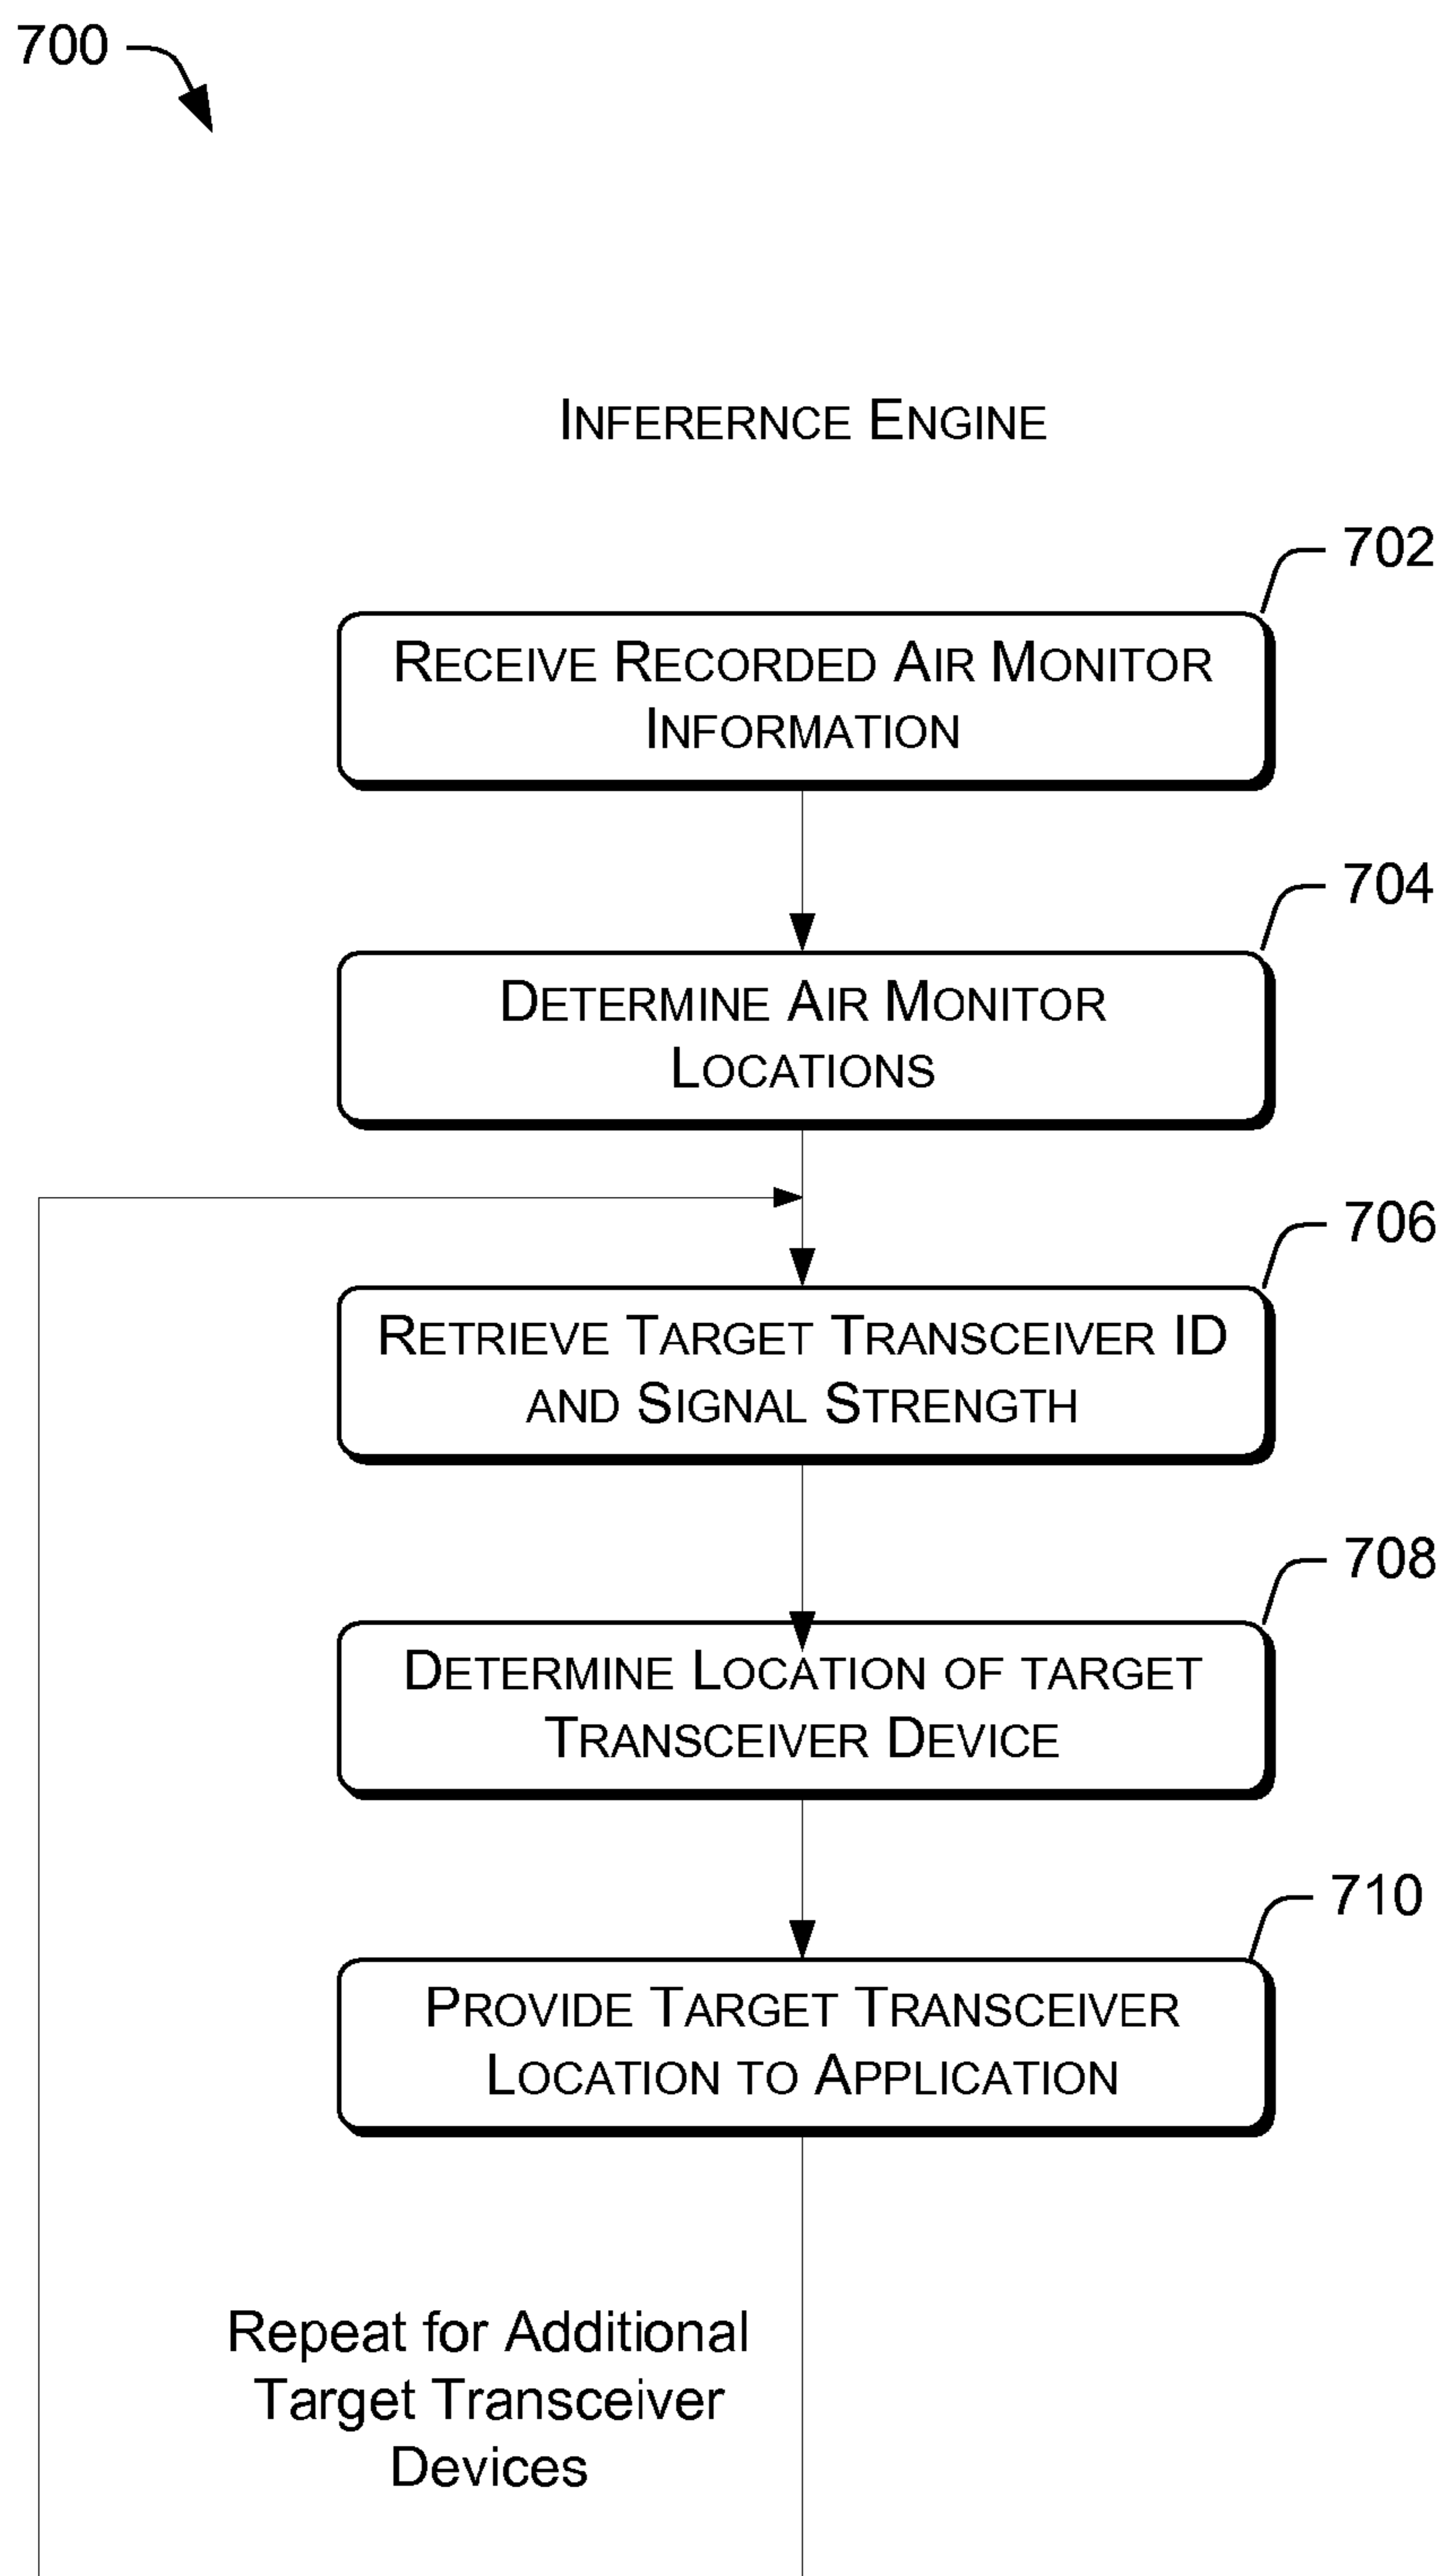 700
INFERERNCE ENGINE
702
RECEIVE RECORDED AIR MONITOR
INFORMATION
704
DETERMINE AIR MONITOR
LOCATIONS
706
RETRIEVE TARGET TRANSCEIVER ID
AND SIGNAL STRENGTH
708
DETERMINE LOCATION OF TARGET
TRANSCEIVER DEVICE
710
PROVIDE TARGET TRANSCEIVER
LOCATION TO APPLICATION
Repeat for Additional
Target Transceiver
Devices